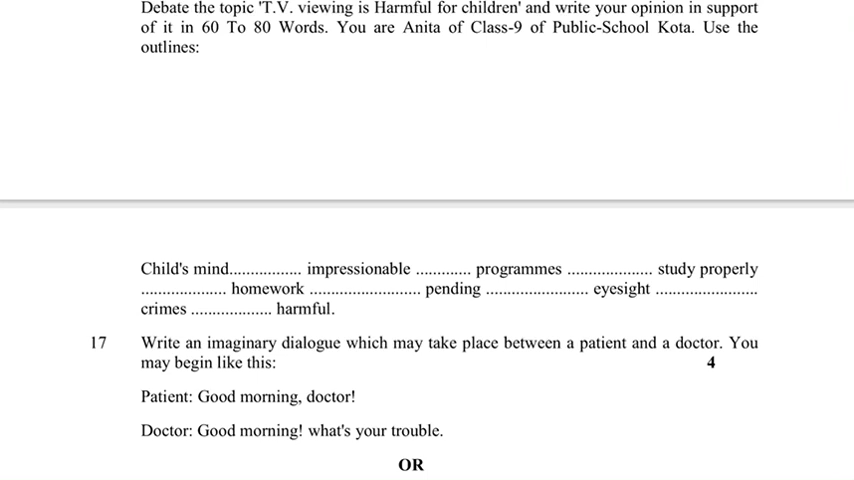 Debate the topic 'T.V. viewing is Harmful for children' and write your opinion in support
of it in 60 To 80 Words. You are Anita of Class-9 of Public-School Kota. Use the
outlines:
Child's mind................. impressionable ............. programmes .................... study properly
.................... homework .......................... pending ........................ eyesight ........................
crimes ................... harmful.
17 Write an imaginary dialogue which may take place between a patient and a doctor. You
may begin like this: 4
Patient: Good morning, doctor!
Doctor: Good morning! what's your trouble.
OR